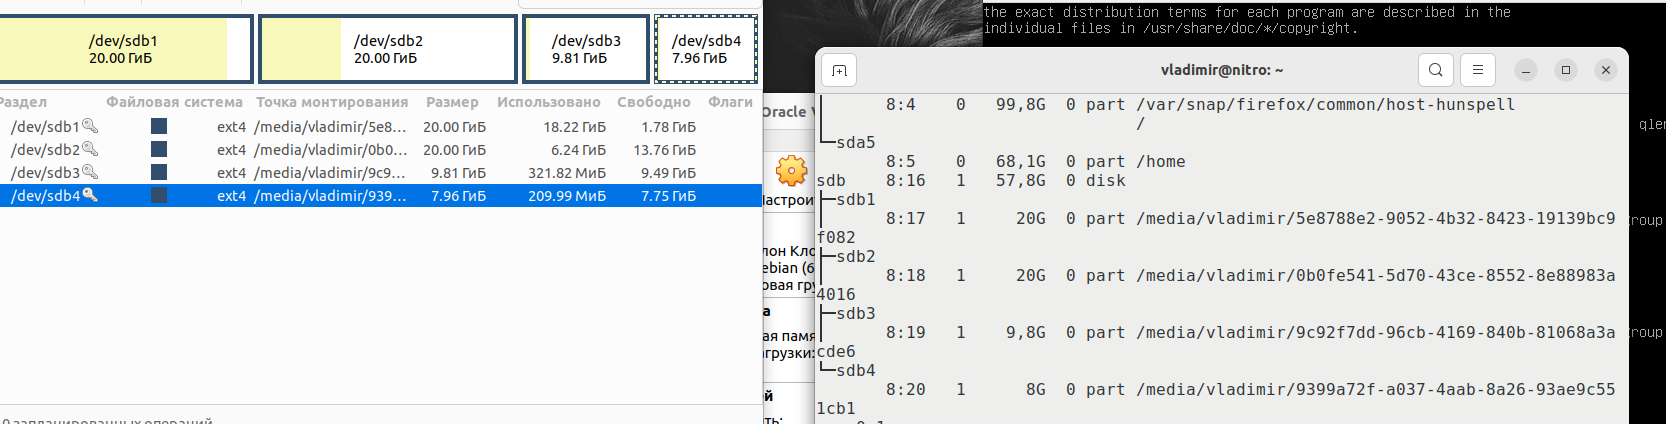 /dev/sdb1
20.00 ГиБ
/dev/sdb2
20.00 ГиБ
/dev/sdb3
9.81 ГиБ
/dev/sdb4
7.96 ГиБ
Раздел Файловая система Точка монтирования Размер Использовано Свободно Флаги
/dev/sdb1 ext4 /media/vladimir/5e8... 20.00 ГиБ 18.22 ГиБ 1.78 ГиБ
/dev/sdb2 ext4 /media/vladimir/0b0... 20.00 ГиБ 6.24 ГиБ 13.76 ГиБ
/dev/sdb3 ext4 /media/vladimir/9c9... 9.81 ГиБ 321.82 МиБ 9.49 ГиБ
/dev/sdb4 ext4 /media/vladimir/939... 7.96 ГиБ 209.99 МиБ 7.75 ГиБ
0 запланированных операций
Oracle V
Настрои
лон Кло
ebian (6
овая гру
а
ая памя
агрузки:
ей
ать:
the exact distribution terms for each program are described in the
individual files in /usr/share/doc/*/copyright.
vladimir@nitro: ~
8:4 0 99,8G 0 part /var/snap/firefox/common/host-hunspell
/
└─sda5
8:5 0 68,1G 0 part /home
sdb 8:16 1 57,8G 0 disk
├─sdb1
8:17 1 20G 0 part /media/vladimir/5e8788e2-9052-4b32-8423-19139bc9
f082
├─sdb2
8:18 1 20G 0 part /media/vladimir/0b0fe541-5d70-43ce-8552-8e88983a
4016
├─sdb3
8:19 1 9,8G 0 part /media/vladimir/9c92f7dd-96cb-4169-840b-81068a3a
cde6
└─sdb4
8:20 1 8G 0 part /media/vladimir/9399a72f-a037-4aab-8a26-93ae9c55
1cb1
qlen
roup
roup